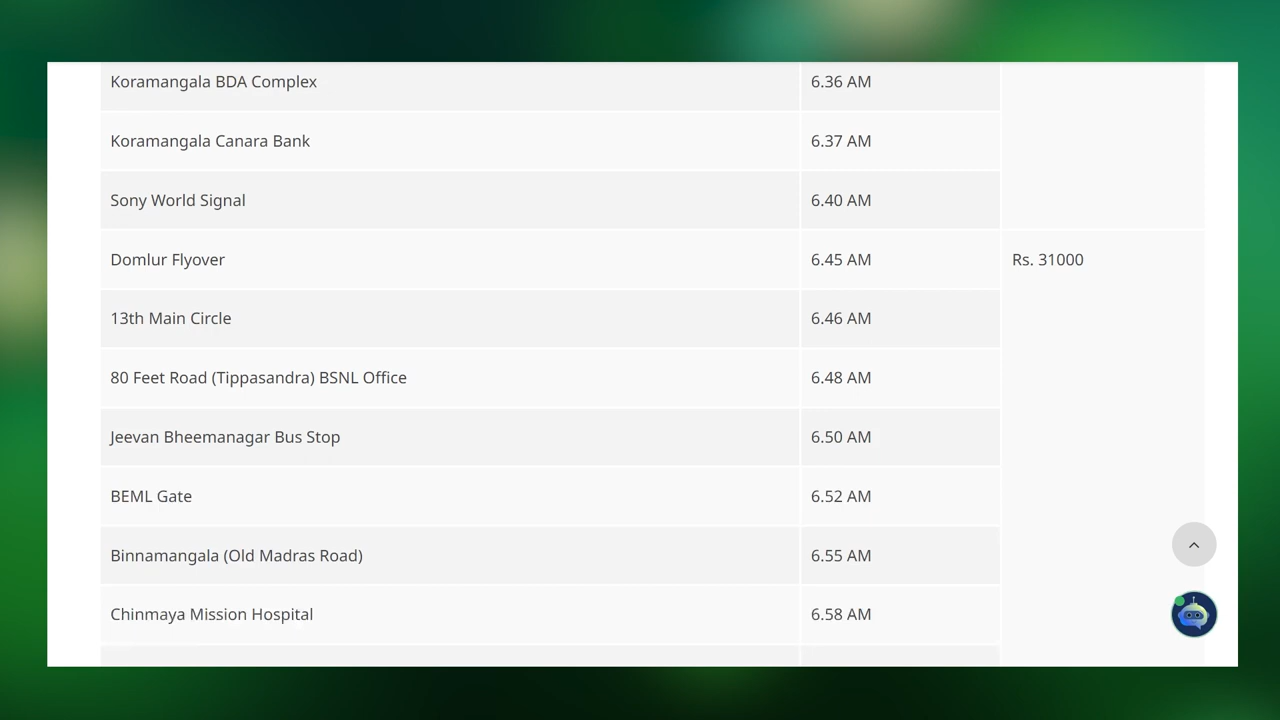 Koramangala BDA Complex 6.36 AM
Koramangala Canara Bank 6.37 AM
Sony World Signal 6.40 AM
Domlur Flyover 6.45 AM Rs. 31000
13th Main Circle 6.46 AM
80 Feet Road (Tippasandra) BSNL Office 6.48 AM
Jeevan Bheemanagar Bus Stop 6.50 AM
BEML Gate 6.52 AM
Binnamangala (Old Madras Road) 6.55 AM
Chinmaya Mission Hospital 6.58 AM